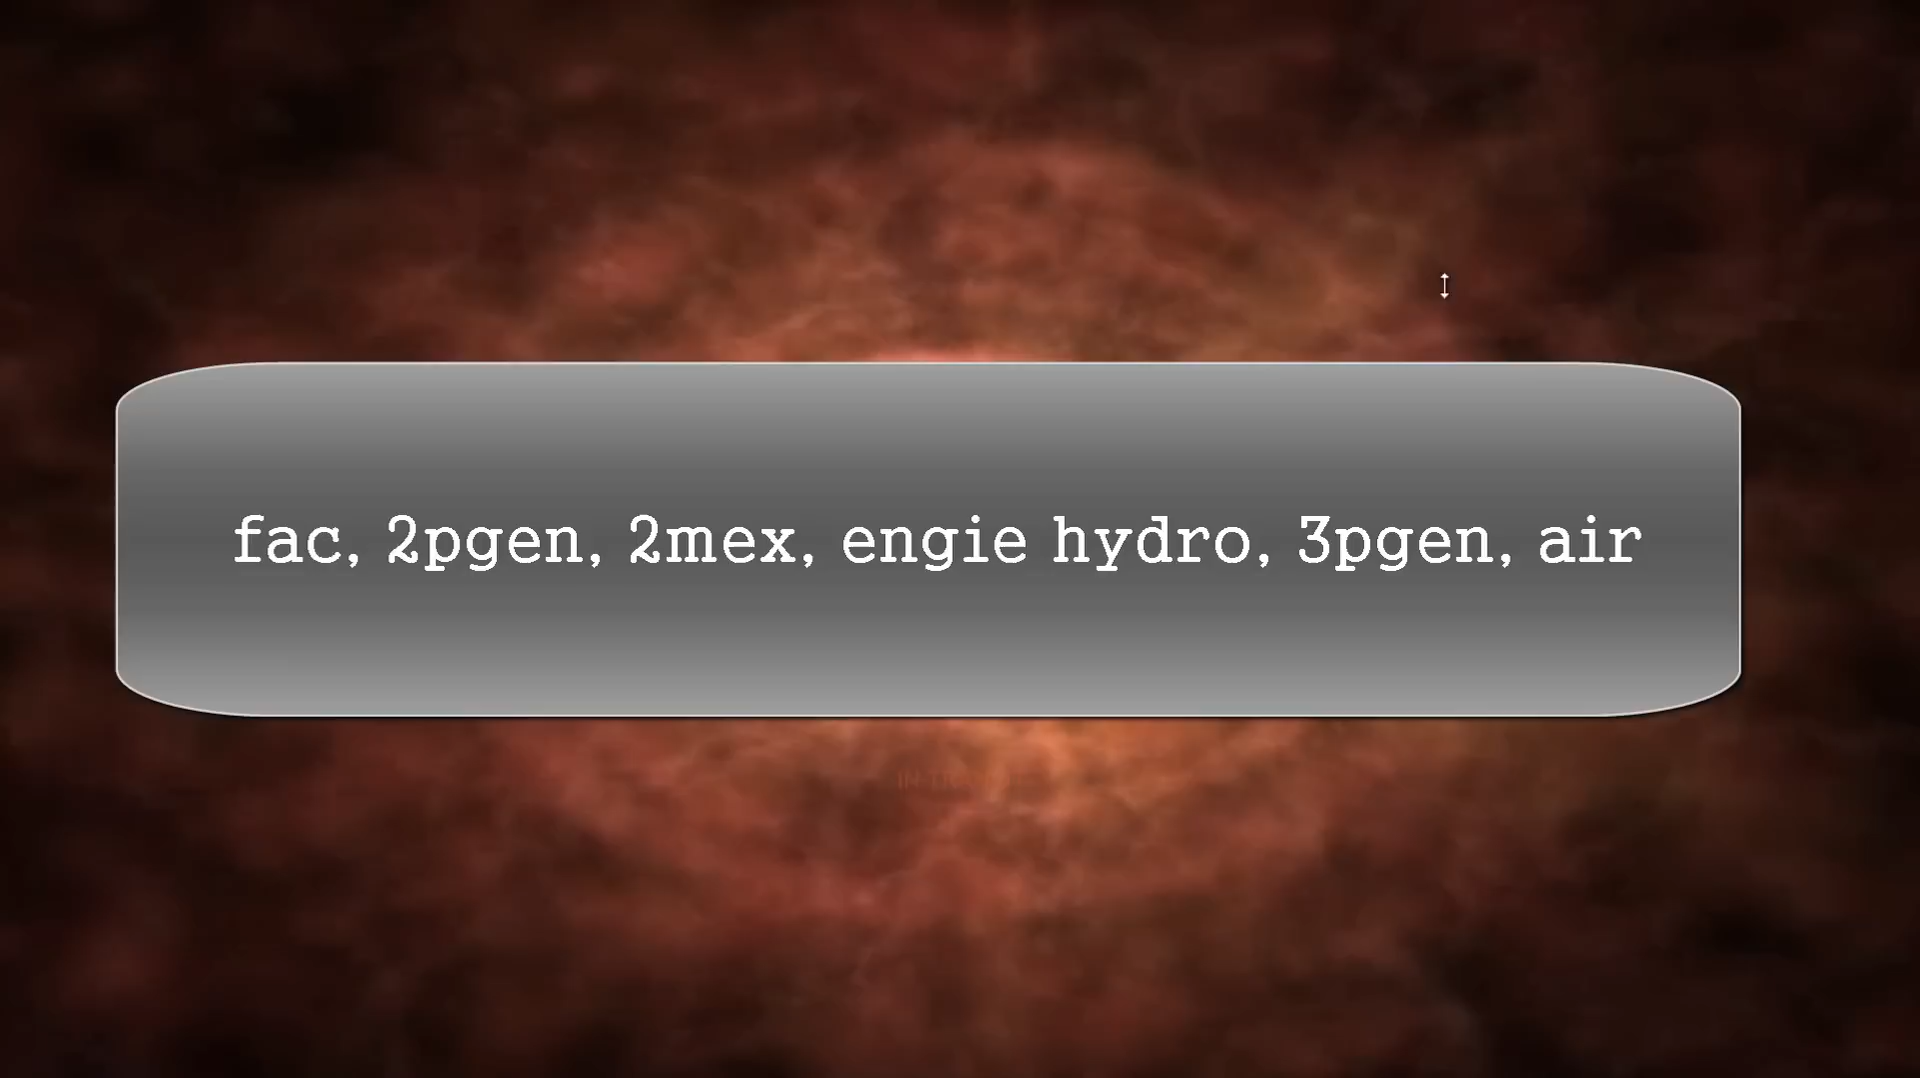 fac, 2pgen, 2mex, engie hydro, 3pgen, air